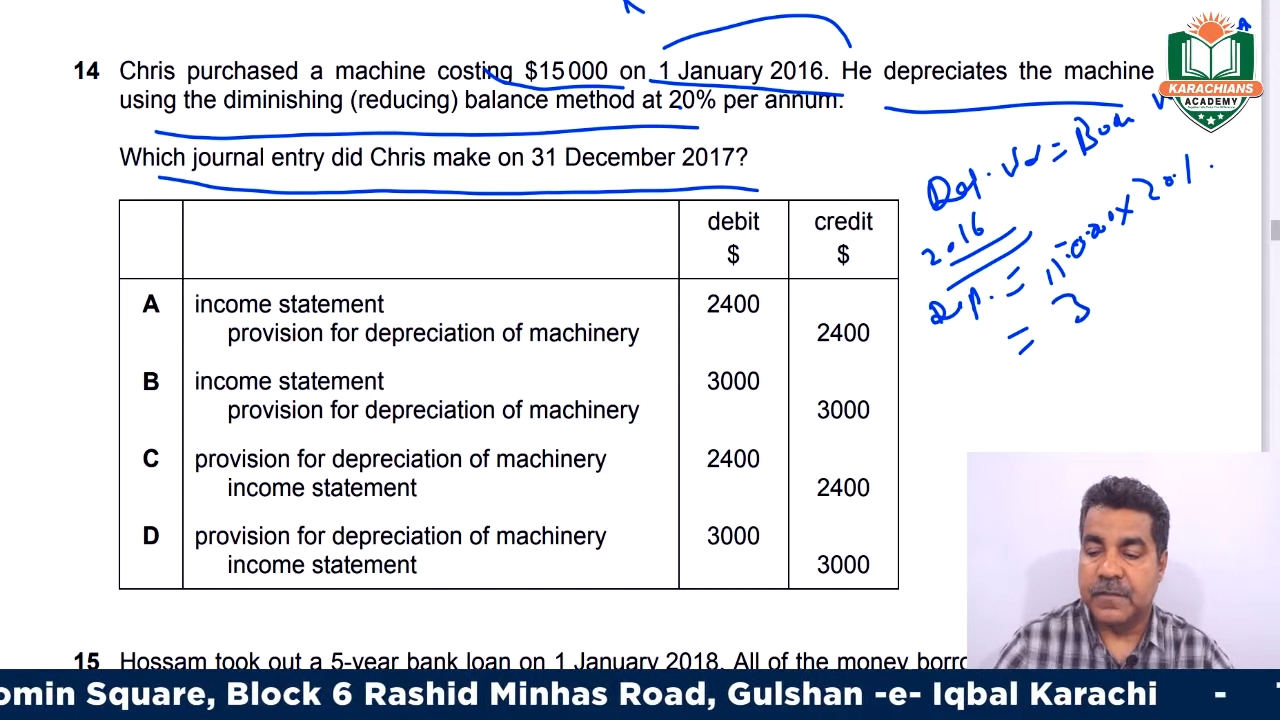 14 Chris purchased a machine costing $15 000 on 1 January 2016. He depreciates the machine
using the diminishing (reducing) balance method at 20% per annum.
Which journal entry did Chris make on 31 December 2017?
debit credit
$ $
A income statement 2400
provision for depreciation of machinery 2400
B income statement 3000
provision for depreciation of machinery 3000
C provision for depreciation of machinery 2400
income statement 2400
D provision for depreciation of machinery 3000
income statement 3000
15 Hossam took out a 5-year bank loan on 1 January 2018. All of the money borro
KARACHIANS
ACADEMY
2016
Dep. = 15000 x 20%.
= 3
omin Square, Block 6 Rashid Minhas Road, Gulshan -e- Iqbal Karachi -